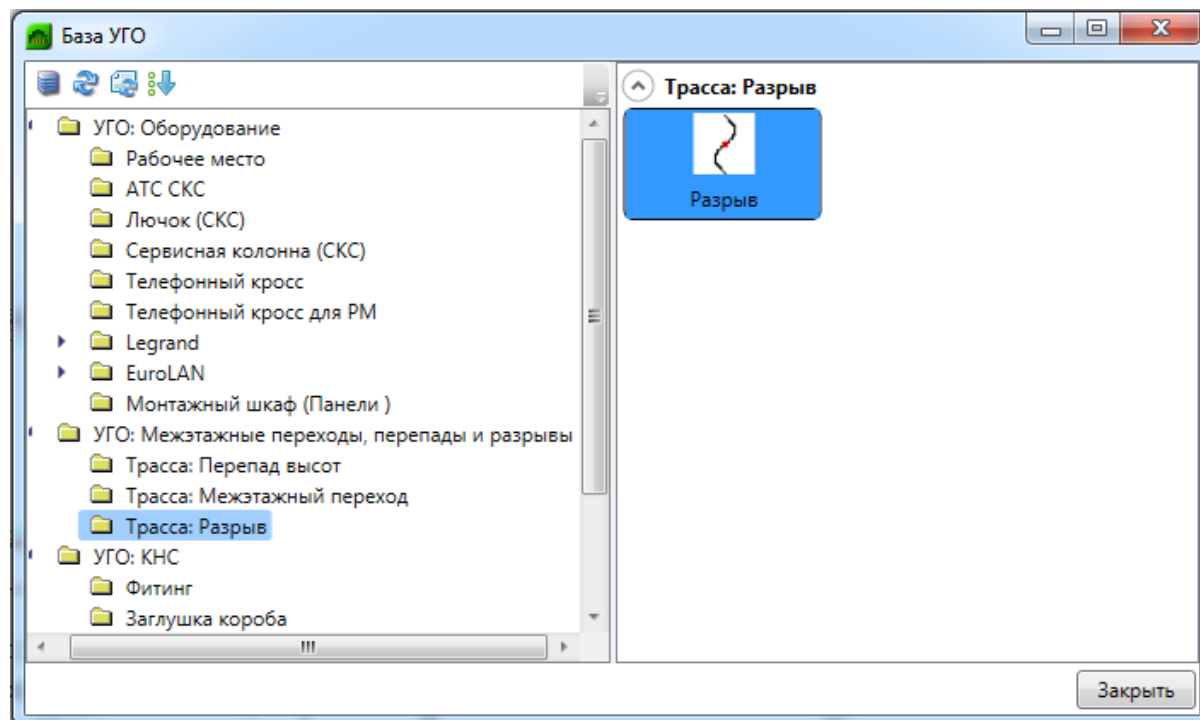 База УГО
УГО: Оборудование
Рабочее место
АТС СКС
Лючок (СКС)
Сервисная колонна (СКС)
Телефонный кросс
Телефонный кросс для РМ
Legrand
EuroLAN
Монтажный шкаф (Панели )
УГО: Межэтажные переходы, перепады и разрывы
Трасса: Перепад высот
Трасса: Межэтажный переход
Трасса: Разрыв
УГО: КНС
Фитинг
Заглушка короба
Трасса: Разрыв
Разрыв
Закрыть